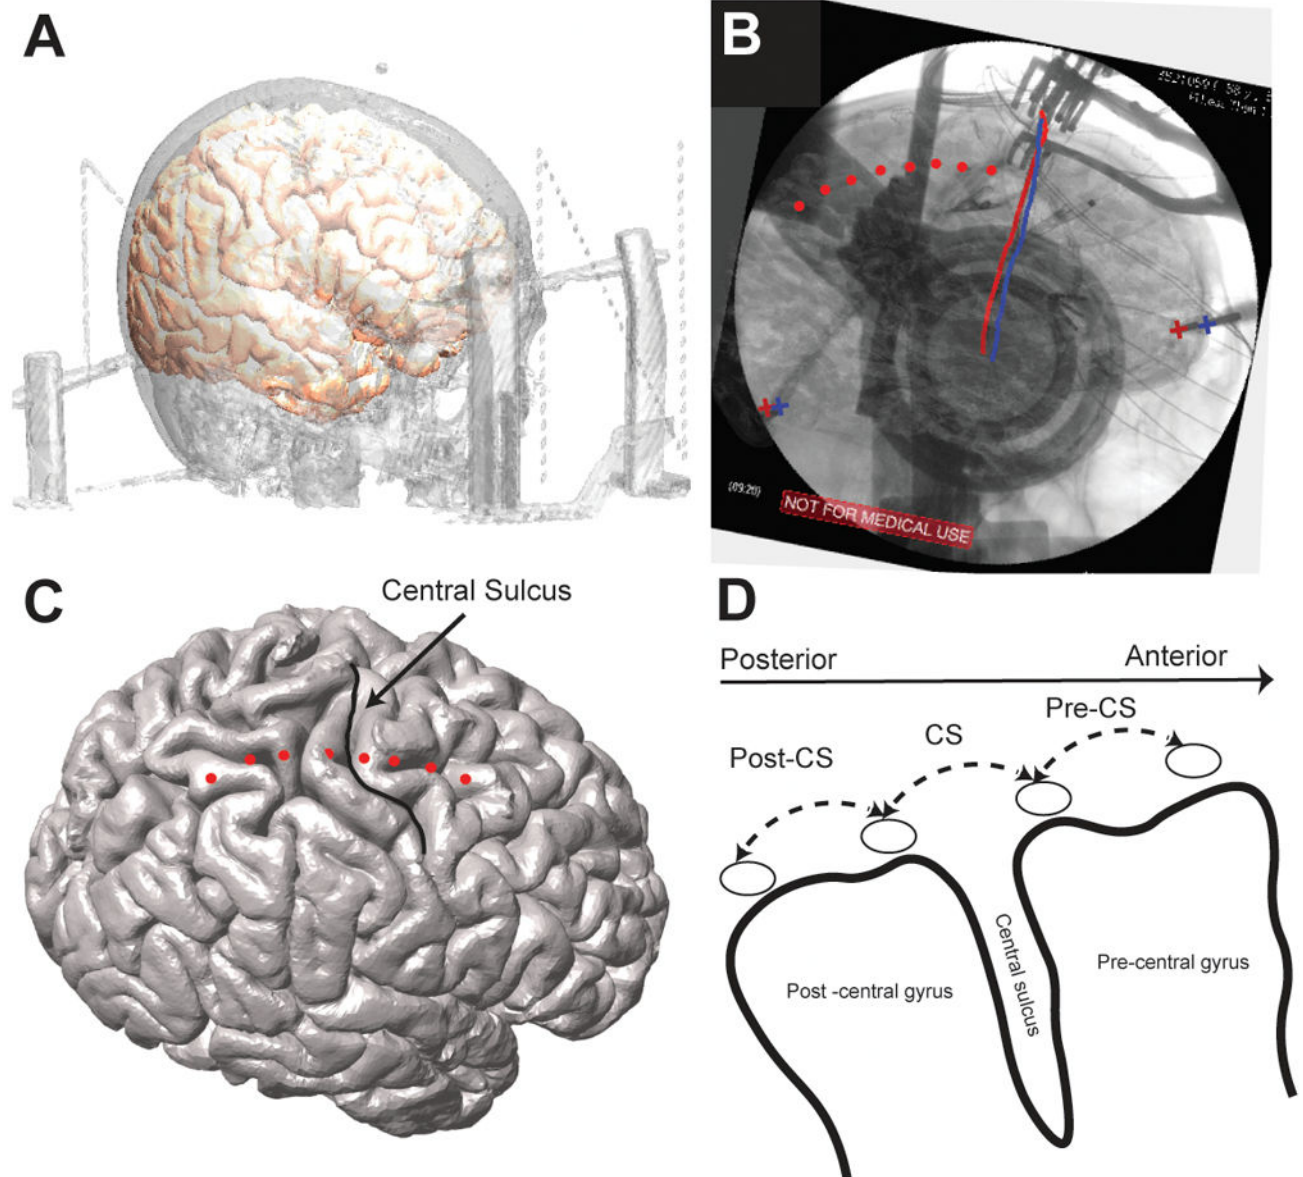 A
B
(09:20)
NOT FOR MEDICAL USE
C
Central Sulcus
D
Posterior
Anterior
Pre-CS
CS
Post-CS
Post -central gyrus
Central sulcus
Pre-central gyrus